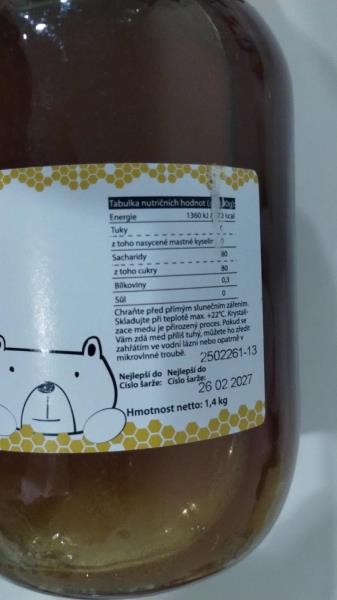 Tabulka nutričních hodnot
Energie 1360 kJ kcal
Tuky
z toho nasycené mastné kyseliny 0
Sacharidy 80
z toho cukry 80
Bílkoviny 0,3
Sůl 0
Chraňte před přímým slunečním zářením.
Skladujte při teplotě max. +22°C. Krystali-
zace medu je přirozený proces. Pokud se
Vám zdá med příliš tuhý, můžete ho zředit
zahřátím ve vodní lázni nebo opatrně v
mikrovlnné troubě.
2502261-13
Nejlepší do Nejlepší do
Číslo šarže: Číslo šarže:
26 02 2027
Hmotnost netto: 1,4 kg